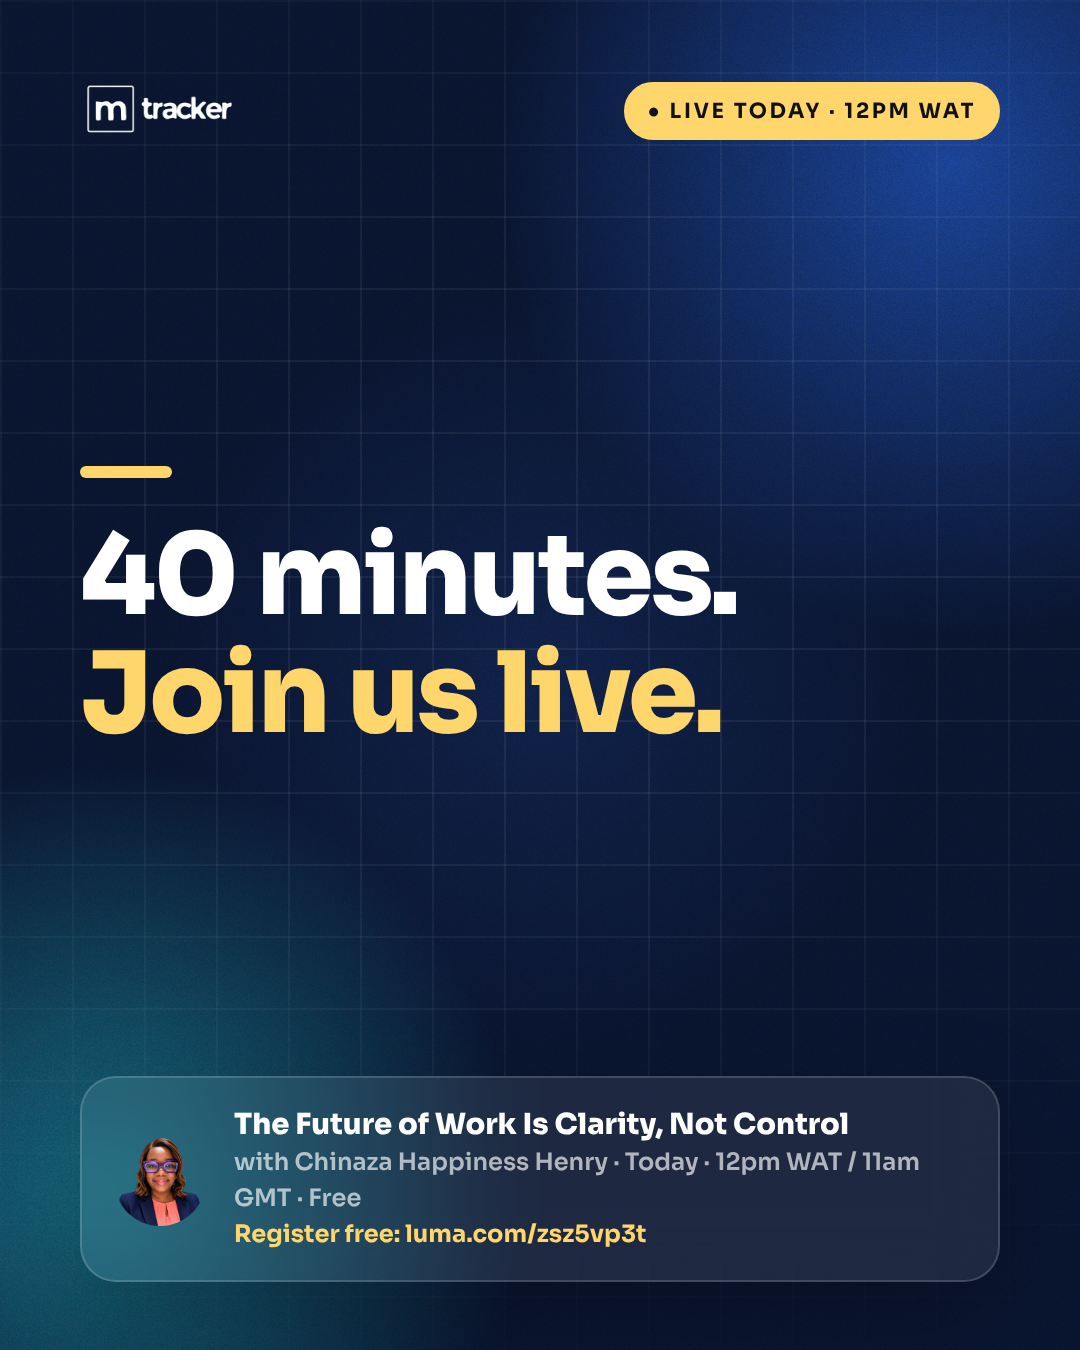 m tracker
• LIVE TODAY · 12PM WAT
40 minutes.
Join us live.
The Future of Work Is Clarity, Not Control
with Chinaza Happiness Henry · Today · 12pm WAT / 11am
GMT · Free
Register free: luma.com/zsz5vp3t